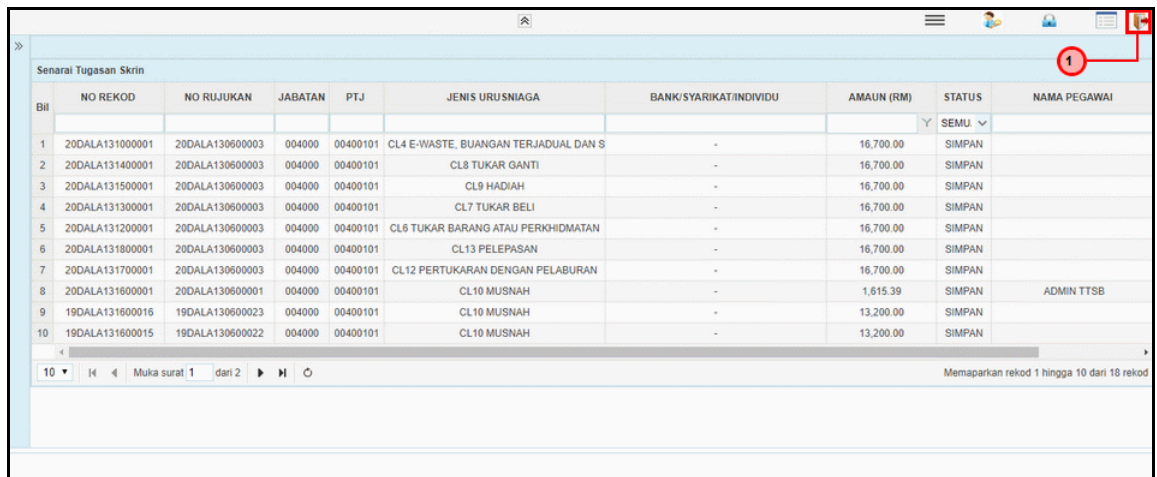 1
Senarai Tugasan Skrin
Bil NO REKOD NO RUJUKAN JABATAN PTJ JENIS URUSNIAGA BANK/SYARIKAT/INDIVIDU AMAUN (RM) STATUS NAMA PEGAWAI
SEMU.
1 20DALA131000001 20DALA130600003 004000 00400101 CL4 E-WASTE, BUANGAN TERJADUAL DAN S - 16,700.00 SIMPAN
2 20DALA131400001 20DALA130600003 004000 00400101 CL8 TUKAR GANTI - 16,700.00 SIMPAN
3 20DALA131500001 20DALA130600003 004000 00400101 CL9 HADIAH - 16,700.00 SIMPAN
4 20DALA131300001 20DALA130600003 004000 00400101 CL7 TUKAR BELI - 16,700.00 SIMPAN
5 20DALA131200001 20DALA130600003 004000 00400101 CL6 TUKAR BARANG ATAU PERKHIDMATAN - 16,700.00 SIMPAN
6 20DALA131800001 20DALA130600003 004000 00400101 CL13 PELEPASAN - 16,700.00 SIMPAN
7 20DALA131700001 20DALA130600003 004000 00400101 CL12 PERTUKARAN DENGAN PELABURAN - 16,700.00 SIMPAN
8 20DALA131600001 20DALA130600001 004000 00400101 CL10 MUSNAH - 1,615.39 SIMPAN ADMIN TTSB
9 19DALA131600016 19DALA130600023 004000 00400101 CL10 MUSNAH - 13,200.00 SIMPAN
10 19DALA131600015 19DALA130600022 004000 00400101 CL10 MUSNAH - 13,200.00 SIMPAN
10 Muka surat 1 dari 2 Memaparkan rekod 1 hingga 10 dari 18 rekod